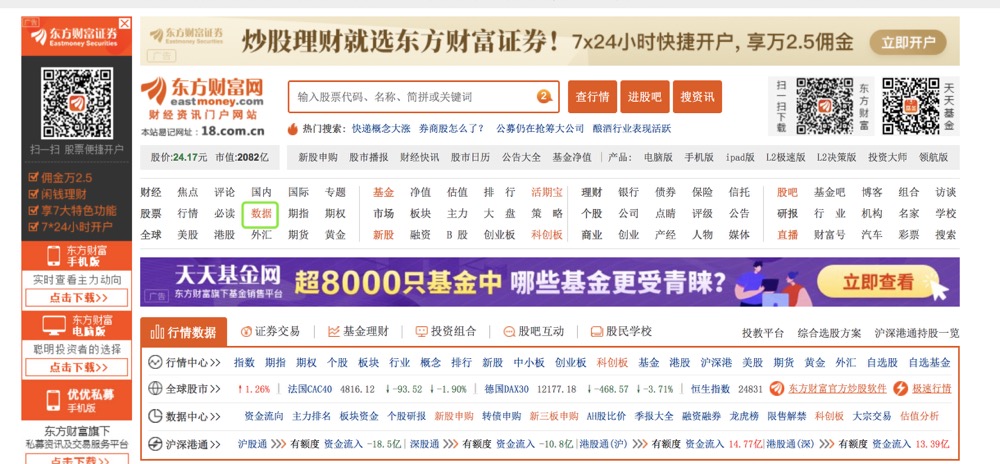 广告
东方财富证券
Eastmoney Securities
扫一扫 股票便捷开户
佣金万2.5
闲钱理财
享7大特色功能
7*24小时开户
东方财富
手机版
实时查看主力动向
点击下载>>
东方财富
电脑版
聪明投资者的选择
点击下载>>
优优私募
手机版
东方财富旗下
私募资讯及交易服务平台
点击下载>>
东方财富证券
Eastmoney Securities
广告
炒股理财就选东方财富证券! 7x24小时快捷开户, 享万2.5佣金
立即开户
东方财富网
eastmoney.com
财经资讯门户网站
本站易记网址: 18.com.cn
输入股票代码、名称、简拼或关键词
查行情 进股吧 搜资讯
热门搜索: 快递概念大涨 券商股怎么了? 公募仍在抢筹大公司 酿酒行业表现活跃
扫一扫下载
东方财富
天天基金
股价:24.17元 市值:2082亿
新股申购 股市播报 财经快讯 股市日历 公告大全 基金净值 | 产品: 电脑版 手机版 ipad版 L2极速版 L2决策版 投资大师 领航版
财经 焦点 评论 国内 国际 专题 基金 净值 估值 排 行 活期宝 理财 银行 债券 保险 信托 股吧 基金吧 博客 组合 访谈
股票 行情 必读 数据 期指 期权 市场 板块 主力 大 盘 策 略 个股 公司 点睛 评级 公告 研报 行 业 机构 名家 学校
全球 美股 港股 外汇 期货 黄金 新股 融资 B 股 创业板 科创板 商业 创业 产经 人物 媒体 直播 财富号 汽车 彩票 搜索
天天基金网
东方财富旗下基金销售平台
广告
超8000只基金中 哪些基金更受青睐?
立即查看
行情数据 证券交易 基金理财 投资组合 股吧互动 股民学校 投教平台 综合选股方案 沪深港通持股一览
行情中心>> 指数 期指 期权 个股 板块 行业 概念 排行 新股 中小板 创业板 科创板 基金 港股 沪深港 美股 期货 黄金 外汇 自选股 自选基金
全球股市>> ↑1.26% | 法国CAC40 4816.12 ↓-93.52 ↓-1.90% | 德国DAX30 12177.18 ↓-468.57 ↓-3.71% | 恒生指数 24831 东方财富官方炒股软件 极速行情
数据中心>> 资金流向 主力排名 板块资金 个股研报 新股申购 转债申购 新三板申购 AH股比价 季报大全 融资融券 龙虎榜 限售解禁 科创板 大宗交易 估值分析
沪深港通>> 沪股通 >>> 有额度 资金流入 -18.5亿| 深股通 >>> 有额度 资金流入 -10.8亿| 港股通(沪) >>> 有额度 资金流入 14.77亿| 港股通(深) >>> 有额度 资金流入 13.39亿